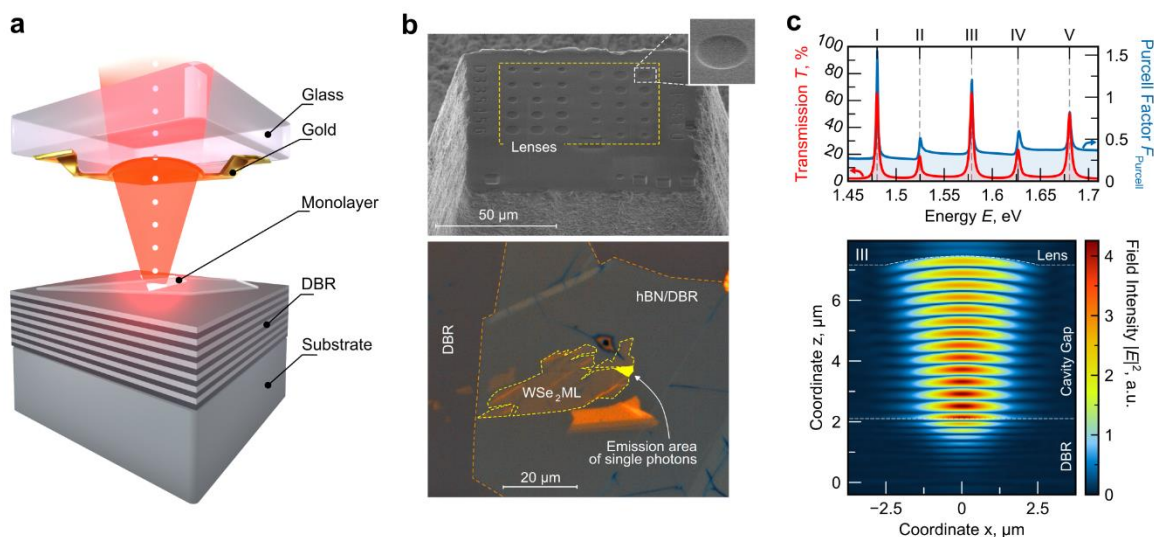 a
Glass
Gold
Monolayer
DBR
Substrate
b
Lenses
50 µm
DBR
hBN/DBR
WSe₂ML
Emission area
of single photons
20 µm
c
I II III IV V
Transmission T, %
100
80
60
40
20
0
1.5
1
0.5
0
Purcell Factor F Purcell
1.45 1.5 1.55 1.6 1.65 1.7
Energy E, eV
III
Lens
Cavity Gap
DBR
Coordinate z, µm
6
4
2
0
−2.5 0 2.5
Coordinate x, µm
4
3
2
1
0
Field Intensity |E|², a.u.